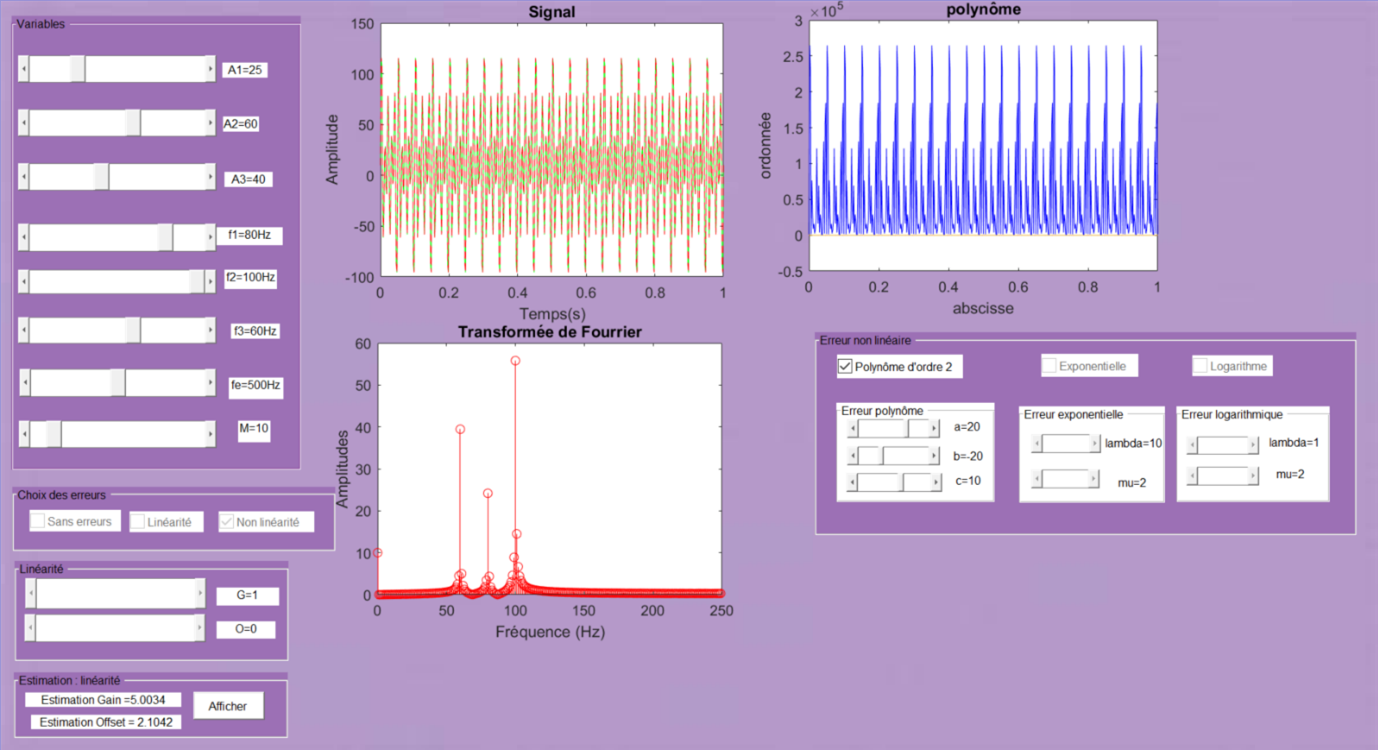 Variables
A1=25
A2=60
A3=40
f1=80Hz
f2=100Hz
f3=60Hz
fe=500Hz
M=10
Choix des erreurs
Sans erreurs
Linéarité
Non linéarité
Linéarité
G=1
O=0
Estimation : linéarité
Estimation Gain =5.0034
Estimation Offset = 2.1042
Afficher
Signal
150
100
50
0
-50
-100
0 0.2 0.4 0.6 0.8 1
Amplitude
Temps(s)
Transformée de Fourrier
60
50
40
30
20
10
0
0 50 100 150 200 250
Amplitudes
Fréquence (Hz)
polynôme
×10^5
3
2.5
2
1.5
1
0.5
0
-0.5
0 0.2 0.4 0.6 0.8 1
ordonnée
abscisse
Erreur non linéaire
Polynôme d'ordre 2
Exponentielle
Logarithme
Erreur polynôme
a=20
b=-20
c=10
Erreur exponentielle
lambda=10
mu=2
Erreur logarithmique
lambda=1
mu=2